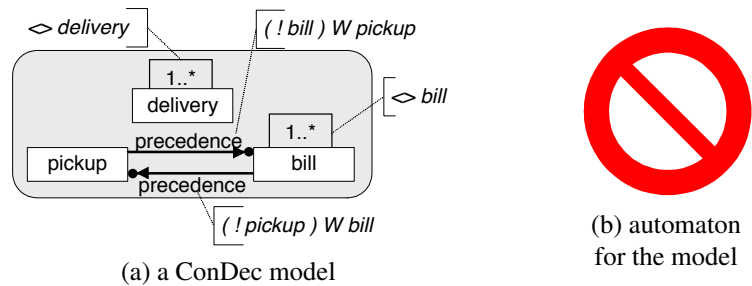 <> delivery
( ! bill ) W pickup
1..*
delivery
<> bill
1..*
precedence
pickup
bill
precedence
( ! pickup ) W bill
(a) a ConDec model
(b) automaton
for the model